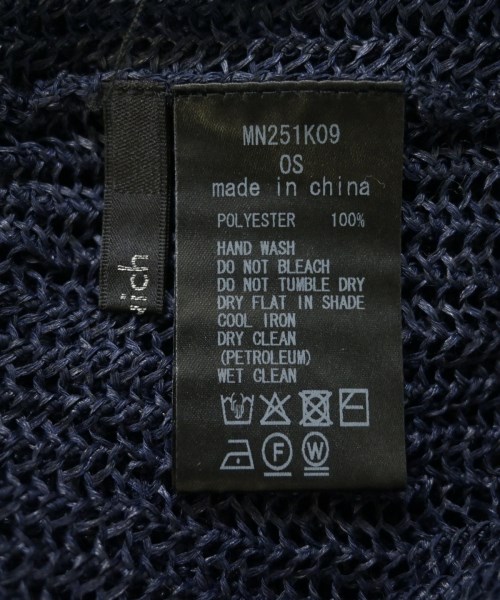 MN251K09
OS
made in china
POLYESTER 100%
HAND WASH
DO NOT BLEACH
DO NOT TUMBLE DRY
DRY FLAT IN SHADE
COOL IRON
DRY CLEAN
(PETROLEUM)
WET CLEAN
F W